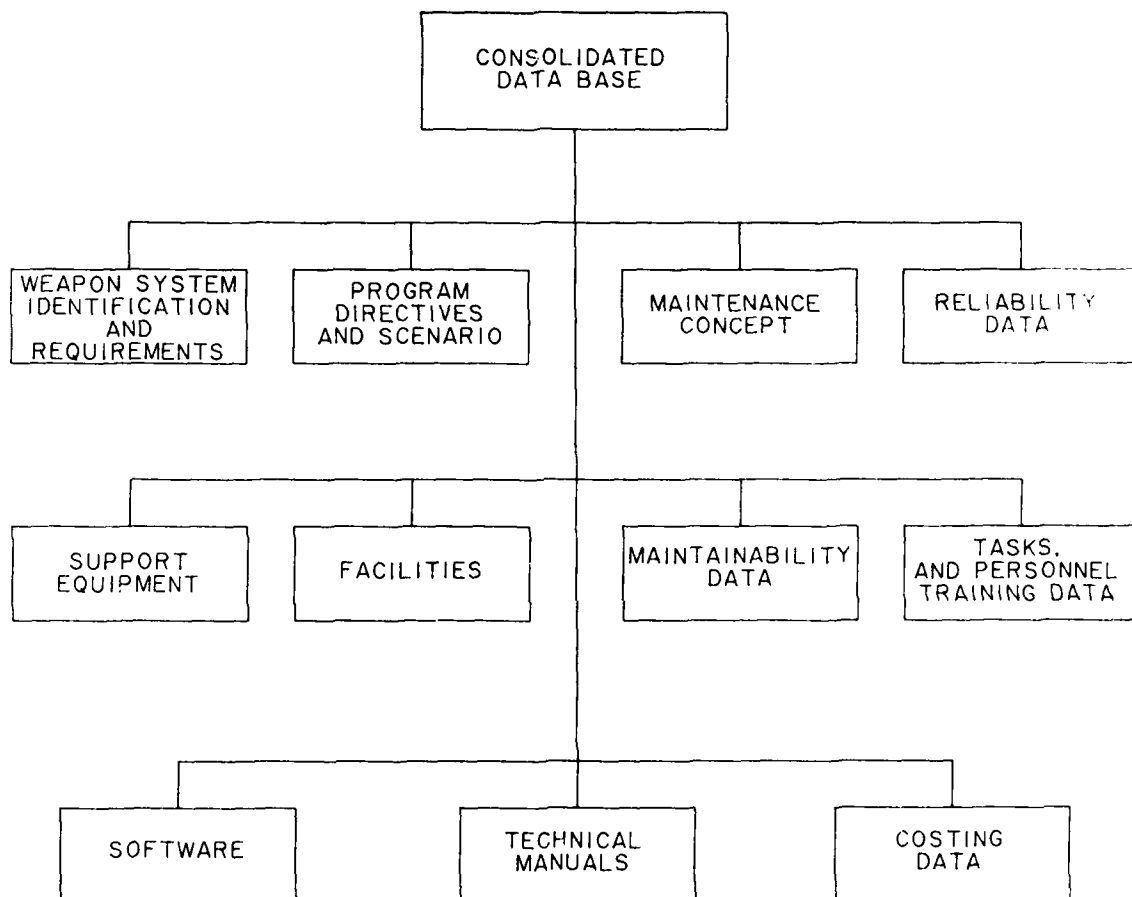 CONSOLIDATED
DATA BASE
WEAPON SYSTEM
IDENTIFICATION
AND
REQUIREMENTS
PROGRAM
DIRECTIVES
AND SCENARIO
MAINTENANCE
CONCEPT
RELIABILITY
DATA
SUPPORT
EQUIPMENT
FACILITIES
MAINTAINABILITY
DATA
TASKS,
AND PERSONNEL
TRAINING DATA
SOFTWARE
TECHNICAL
MANUALS
COSTING
DATA